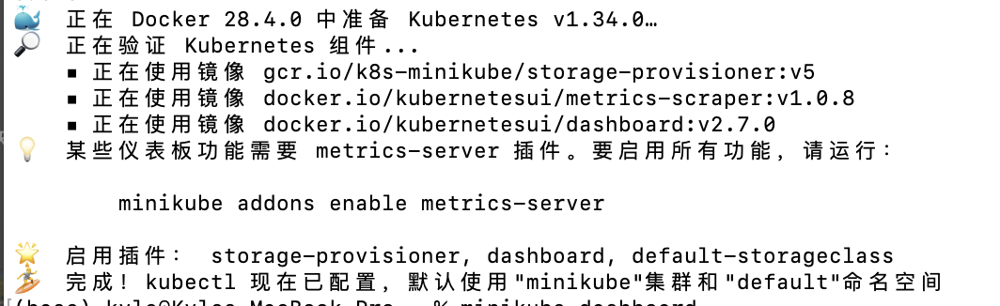 正在 Docker 28.4.0 中准备 Kubernetes v1.34.0…
正在验证 Kubernetes 组件...
▪ 正在使用镜像 gcr.io/k8s-minikube/storage-provisioner:v5
▪ 正在使用镜像 docker.io/kubernetesui/metrics-scraper:v1.0.8
▪ 正在使用镜像 docker.io/kubernetesui/dashboard:v2.7.0
某些仪表板功能需要 metrics-server 插件。要启用所有功能，请运行：
minikube addons enable metrics-server
启用插件： storage-provisioner, dashboard, default-storageclass
完成！kubectl 现在已配置，默认使用"minikube"集群和"default"命名空间
(base) kyle@Kyles-MacBook-Pro ~ % minikube dashboard